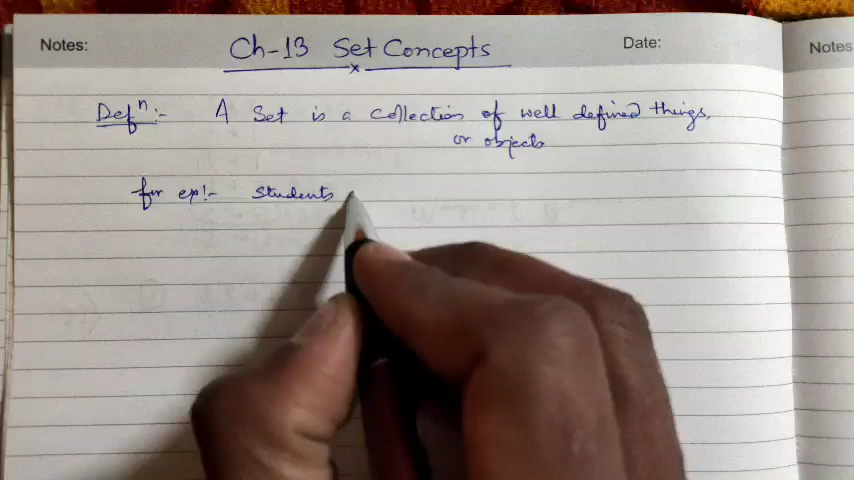 Notes:
Ch-13 Set Concepts
Date:
Notes
Defⁿ:- A Set is a collection of well defined things,
or objects
for ex!- Students